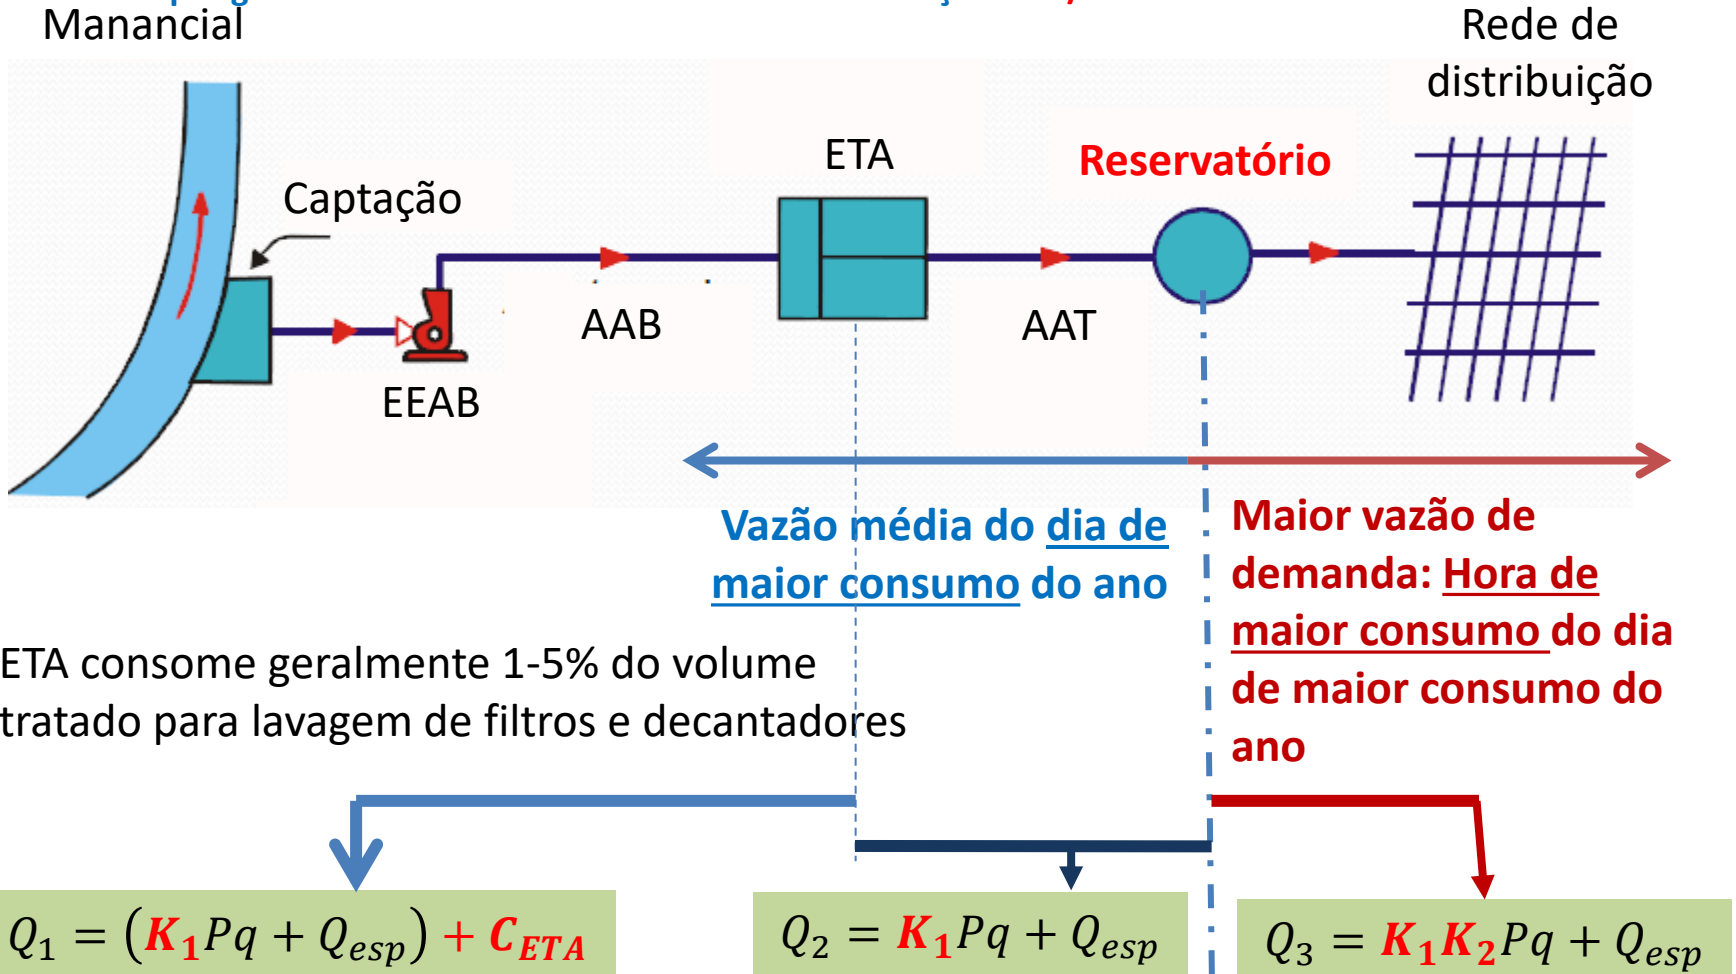 Manancial
Rede de
distribuição
ETA
Reservatório
Captação
AAB
AAT
EEAB
Vazão média do dia de
maior consumo do ano
Maior vazão de
demanda: Hora de
maior consumo do dia
de maior consumo do
ano
ETA consome geralmente 1-5% do volume
tratado para lavagem de filtros e decantadores
Q₁ = (K₁Pq + Qₑₛₚ) + C_ETA
Q₂ = K₁Pq + Qₑₛₚ
Q₃ = K₁K₂Pq + Qₑₛₚ